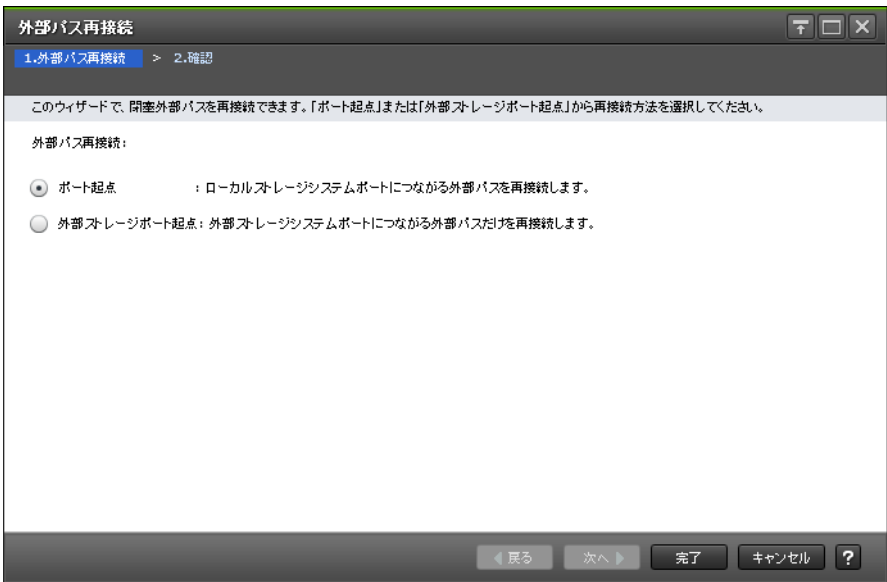 外部パス再接続
1.外部パス再接続 > 2.確認
このウィザードで、閉塞外部パスを再接続できます。「ポート起点」または「外部ストレージポート起点」から再接続方法を選択してください。
外部パス再接続:
ポート起点 : ローカルストレージシステムポートにつながる外部パスを再接続します。
外部ストレージポート起点 : 外部ストレージシステムポートにつながる外部パスだけを再接続します。
戻る 次へ 完了 キャンセル ?